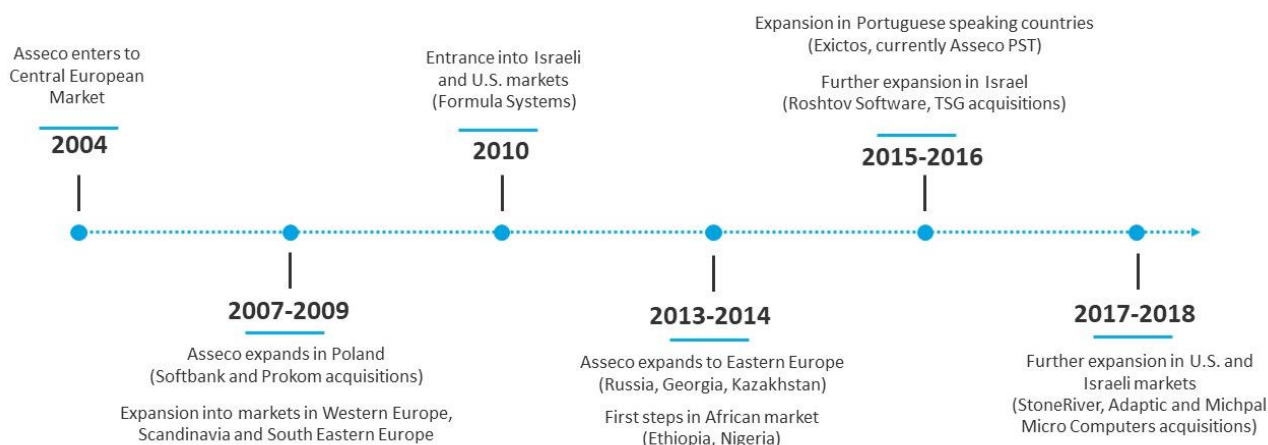 Asseco enters to
Central European
Market
2004
2007-2009
Asseco expands in Poland
(Softbank and Prokom acquisitions)
Expansion into markets in Western Europe,
Scandinavia and South Eastern Europe
Entrance into Israeli
and U.S. markets
(Formula Systems)
2010
2013-2014
Asseco expands to Eastern Europe
(Russia, Georgia, Kazakhstan)
First steps in African market
(Ethiopia, Nigeria)
Expansion in Portuguese speaking countries
(Exictos, currently Asseco PST)
Further expansion in Israel
(Roshtov Software, TSG acquisitions)
2015-2016
2017-2018
Further expansion in U.S. and
Israeli markets
(StoneRiver, Adaptic and Michpal
Micro Computers acquisitions)